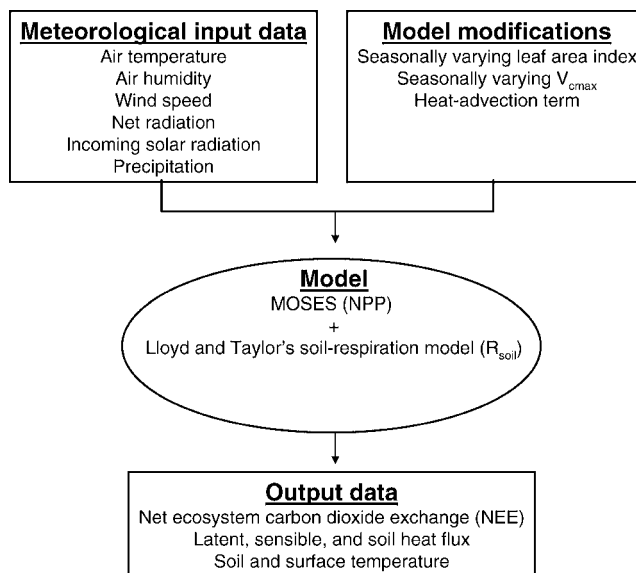 Meteorological input data
Air temperature
Air humidity
Wind speed
Net radiation
Incoming solar radiation
Precipitation
Model modifications
Seasonally varying leaf area index
Seasonally varying Vcmax
Heat-advection term
Model
MOSES (NPP)
+
Lloyd and Taylor's soil-respiration model (Rsoil)
Output data
Net ecosystem carbon dioxide exchange (NEE)
Latent, sensible, and soil heat flux
Soil and surface temperature